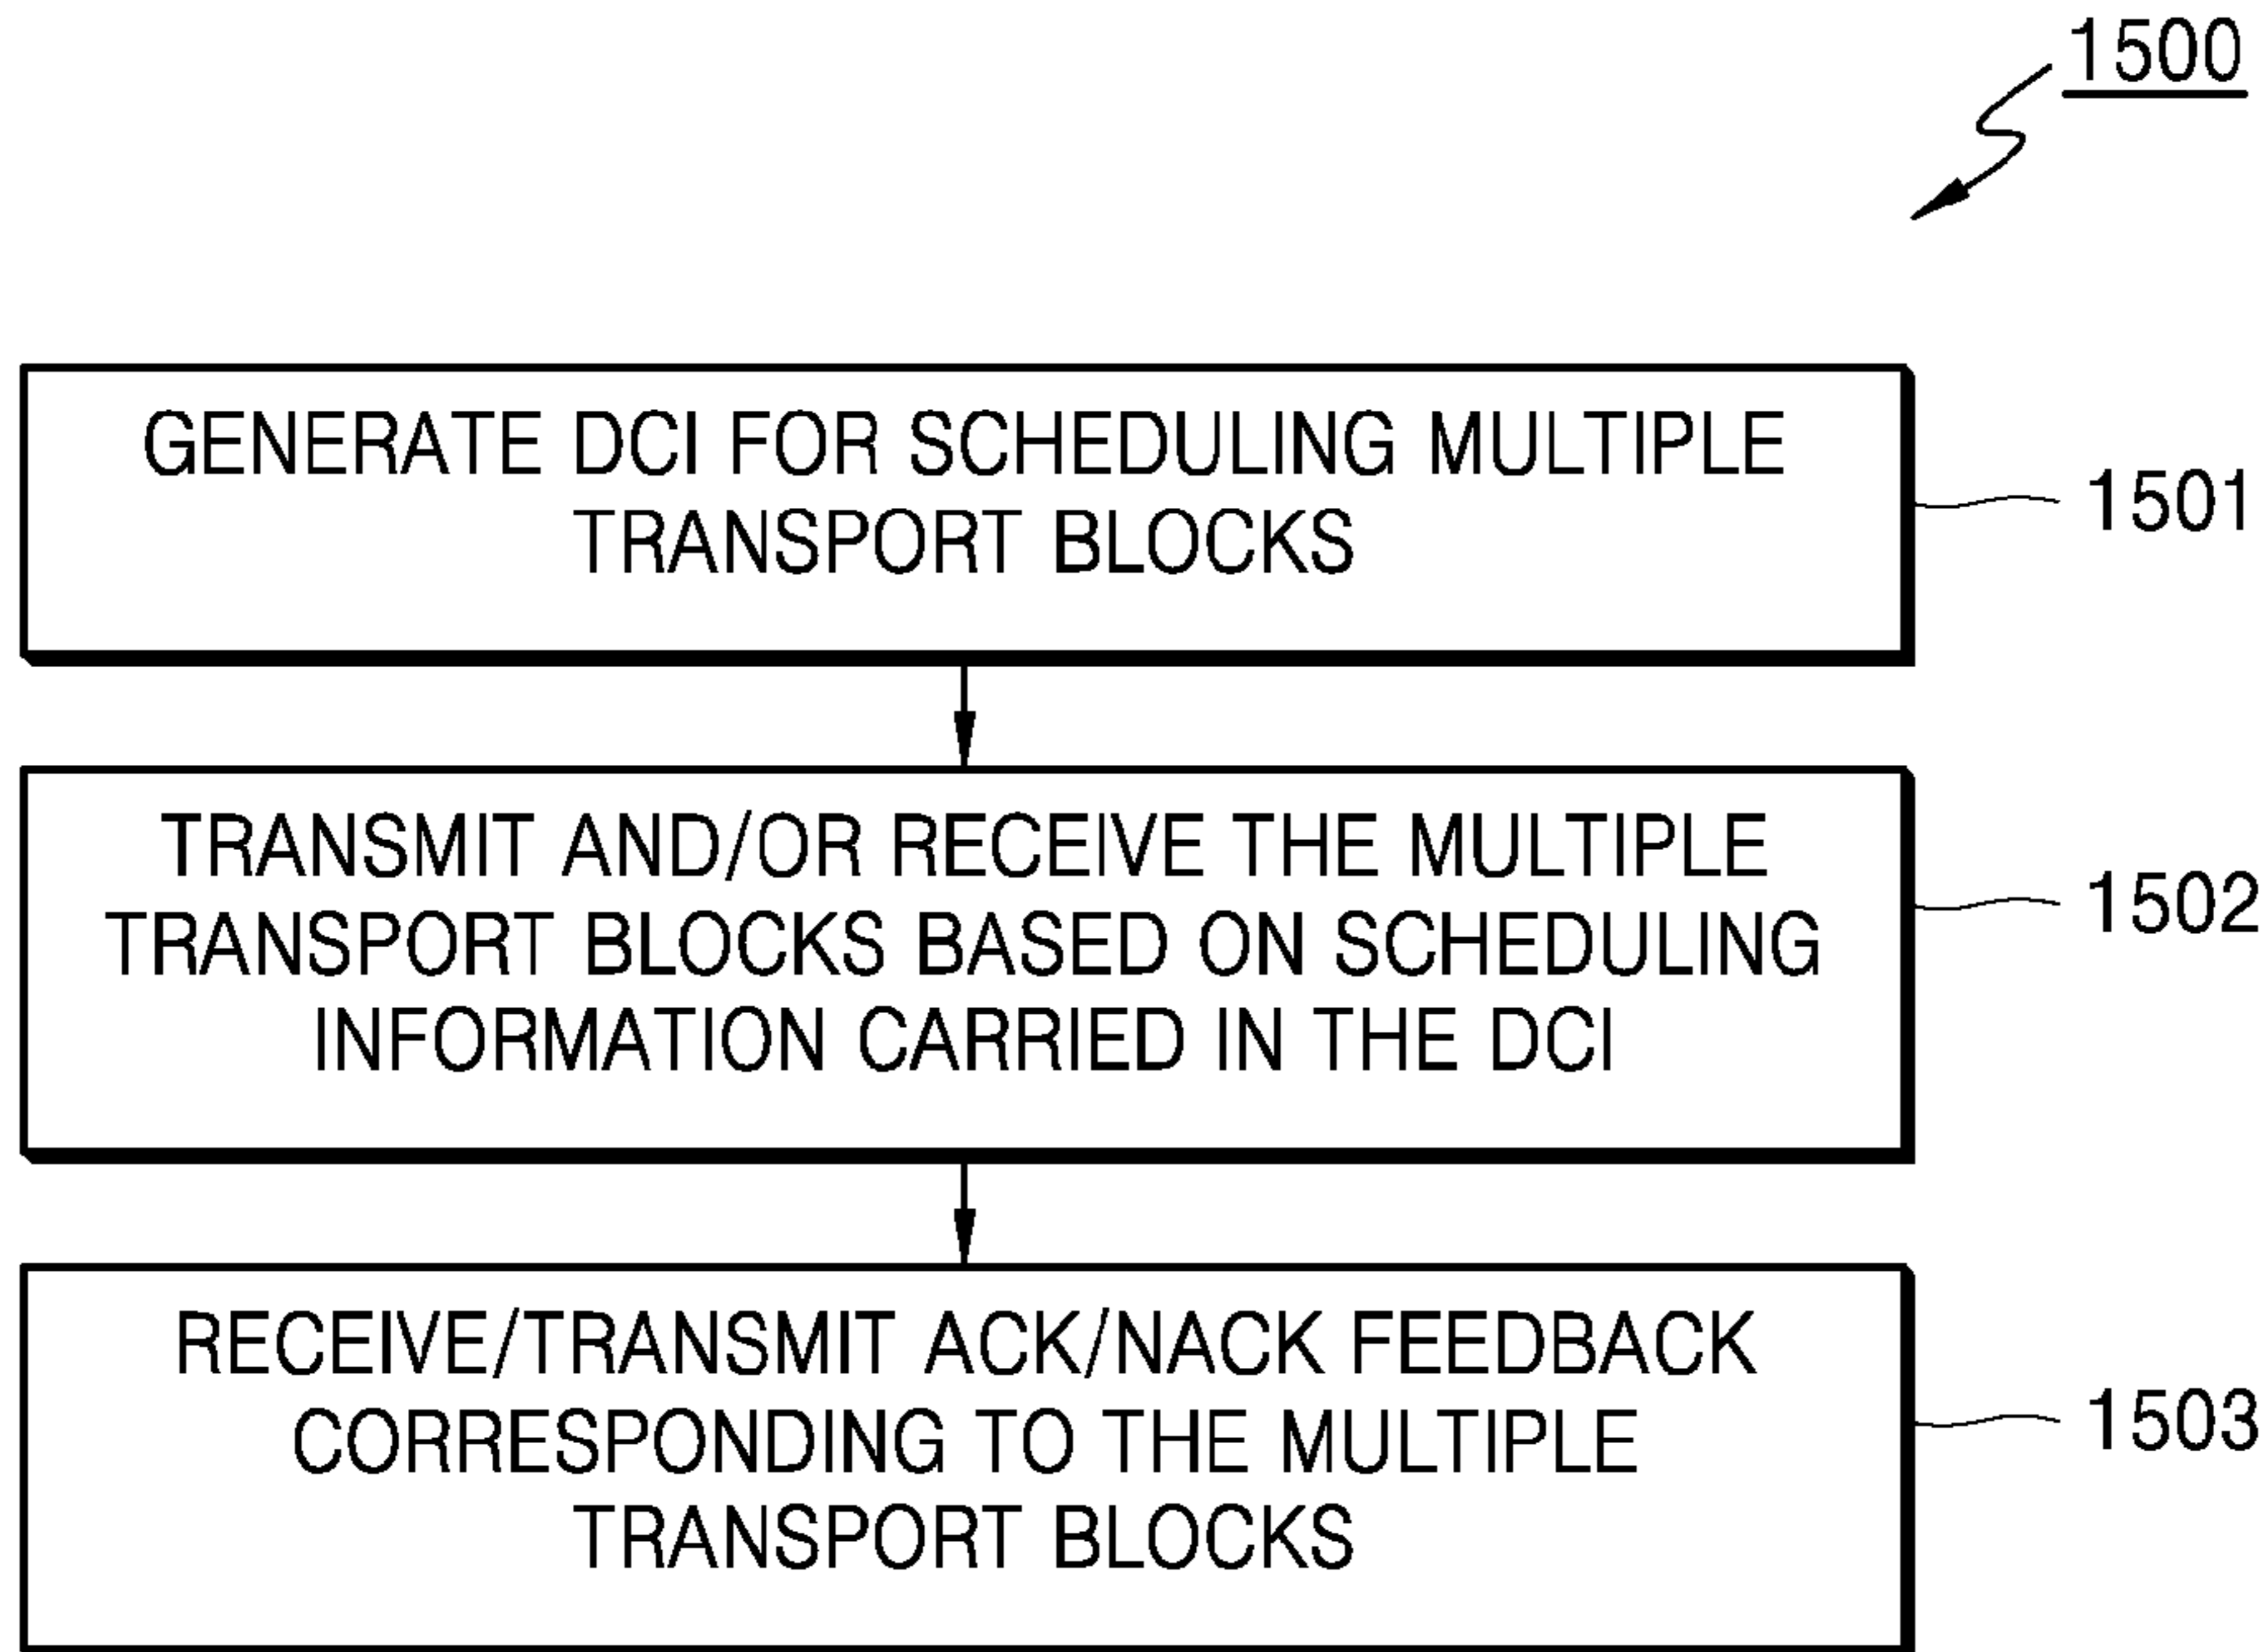 1500
GENERATE DCI FOR SCHEDULING MULTIPLE
TRANSPORT BLOCKS
1501
TRANSMIT AND/OR RECEIVE THE MULTIPLE
TRANSPORT BLOCKS BASED ON SCHEDULING
INFORMATION CARRIED IN THE DCI
1502
RECEIVE/TRANSMIT ACK/NACK FEEDBACK
CORRESPONDING TO THE MULTIPLE
TRANSPORT BLOCKS
1503